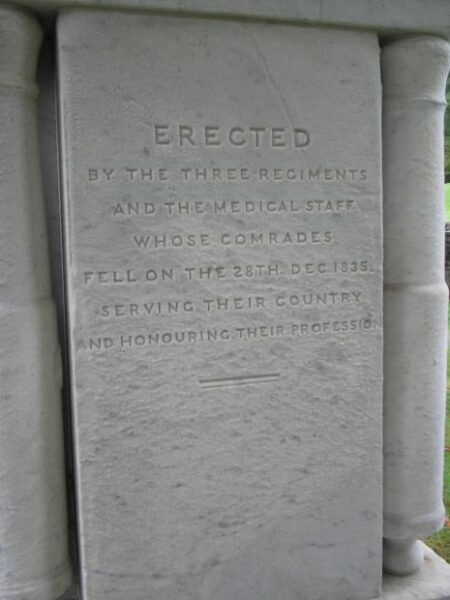 ERECTED
BY THE THREE REGIMENTS
AND THE MEDICAL STAFF
WHOSE COMRADES
FELL ON THE 28TH. DEC. 1835.
SERVING THEIR COUNTRY
AND HONOURING THEIR PROFESSION